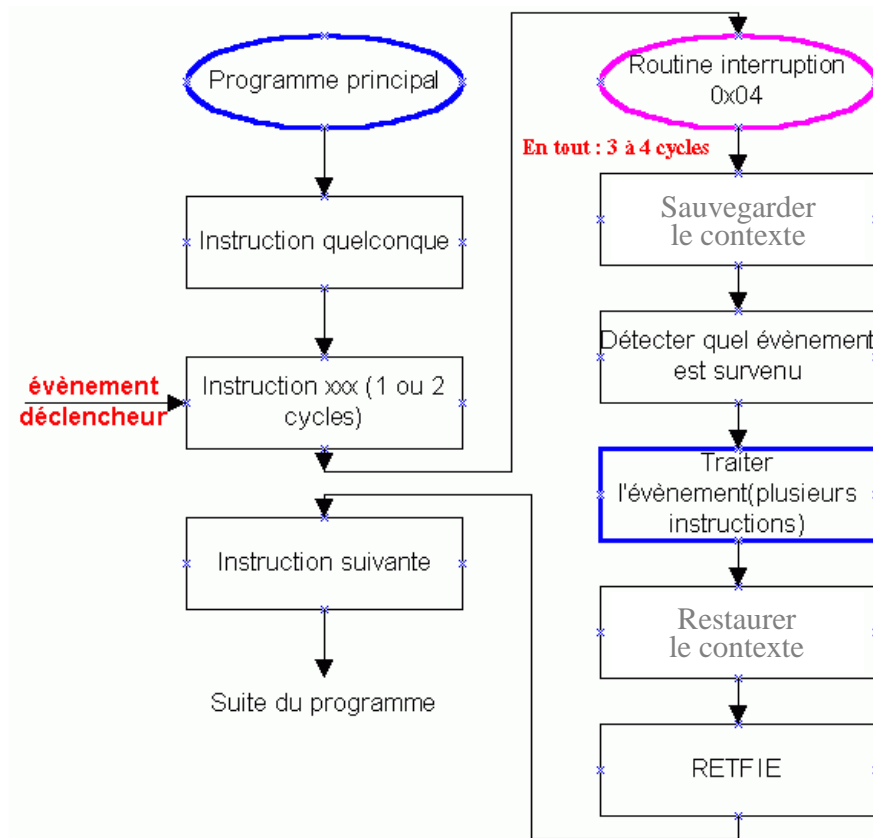 Programme principal
Instruction quelconque
évènement
déclencheur
Instruction xxx (1 ou 2
cycles)
Instruction suivante
Suite du programme
Routine interruption
0x04
En tout : 3 à 4 cycles
Sauvegarder
le contexte
Détecter quel évènement
est survenu
Traiter
l'évènement(plusieurs
instructions)
Restaurer
le contexte
RETFIE